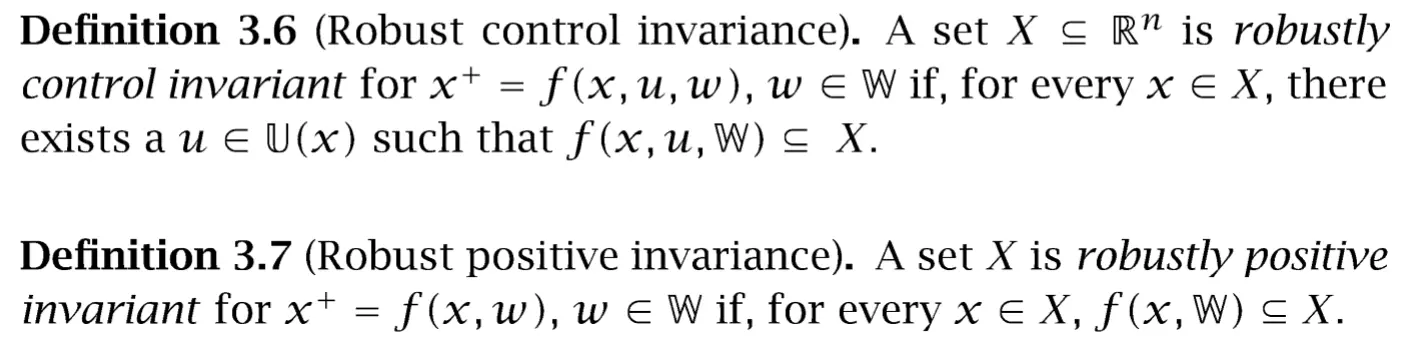 Definition 3.6 (Robust control invariance). A set X ⊆ ℝⁿ is robustly
control invariant for x⁺ = f(x, u, w), w ∈ 𝕎 if, for every x ∈ X, there
exists a u ∈ 𝕌(x) such that f(x, u, 𝕎) ⊆ X.
Definition 3.7 (Robust positive invariance). A set X is robustly positive
invariant for x⁺ = f(x, w), w ∈ 𝕎 if, for every x ∈ X, f(x, 𝕎) ⊆ X.